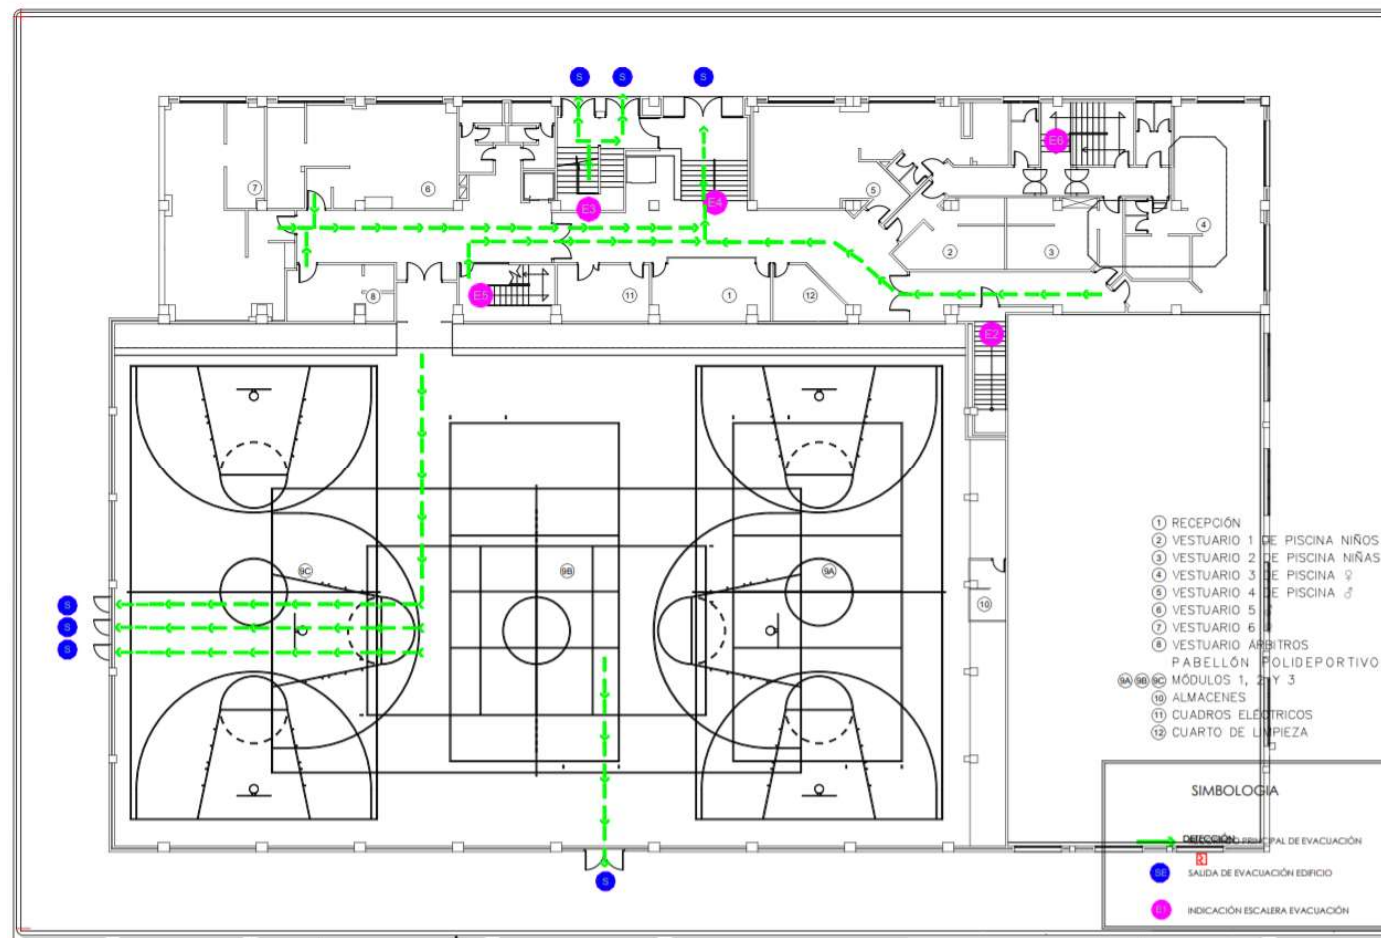 S S S
E6
7 6 5 4
E3 E4
2 3
8 E5 11 1 12
E2
9C 9B 9A
10
S
S
S
S
1 RECEPCIÓN
2 VESTUARIO 1 DE PISCINA NIÑOS
3 VESTUARIO 2 DE PISCINA NIÑAS
4 VESTUARIO 3 DE PISCINA ♀
5 VESTUARIO 4 DE PISCINA ♂
6 VESTUARIO 5
7 VESTUARIO 6
8 VESTUARIO ÁRBITROS
PABELLÓN POLIDEPORTIVO
9A 9B 9C MÓDULOS 1, 2 Y 3
10 ALMACENES
11 CUADROS ELÉCTRICOS
12 CUARTO DE LIMPIEZA
SIMBOLOGIA
DETECCIÓN
PRINCIPAL DE EVACUACIÓN
SE SALIDA DE EVACUACIÓN EDIFICIO
E1 INDICACIÓN ESCALERA EVACUACIÓN